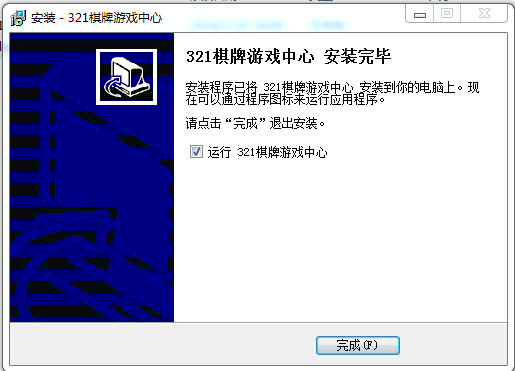 安装 - 321棋牌游戏中心
321棋牌游戏中心 安装完毕
安装程序已将 321棋牌游戏中心 安装到你的电脑上。现
在可以通过程序图标来运行应用程序。
请点击“完成”退出安装。
运行 321棋牌游戏中心
完成(F)